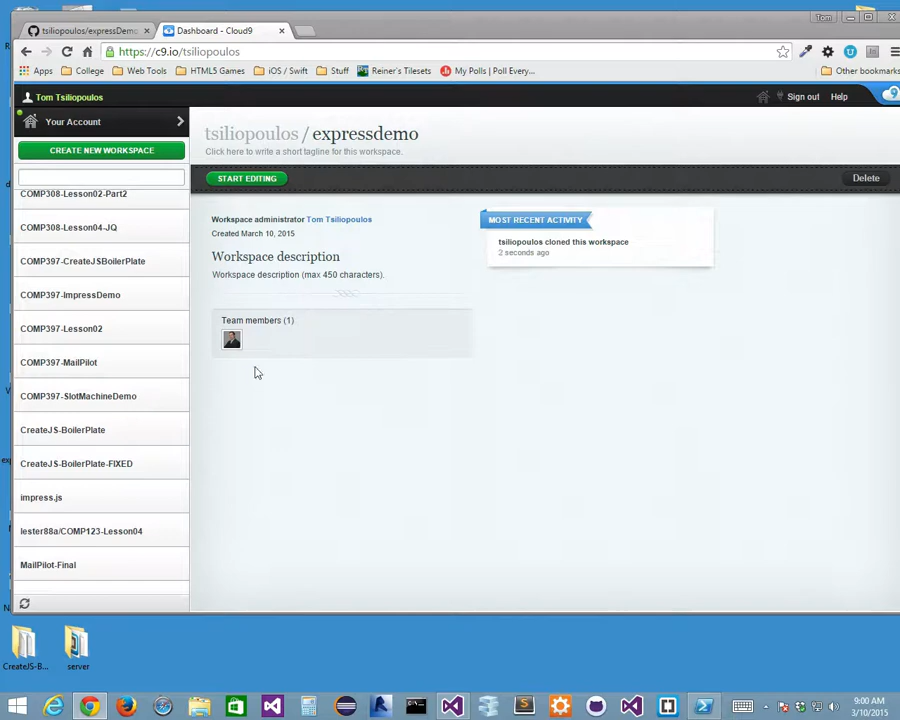 tsiliopoulos/expressDemo
Dashboard - Cloud9
Tom
https://c9.io/tsiliopoulos
Apps
College
Web Tools
HTML5 Games
iOS / Swift
Stuff
Reiner's Tilesets
My Polls | Poll Every...
Other bookmarks
Tom Tsiliopoulos
Sign out
Help
Your Account
CREATE NEW WORKSPACE
COMP308-Lesson02-Part2
COMP308-Lesson04-JQ
COMP397-CreateJSBoilerPlate
COMP397-ImpressDemo
COMP397-Lesson02
COMP397-MailPilot
COMP397-SlotMachineDemo
CreateJS-BoilerPlate
CreateJS-BoilerPlate-FIXED
impress.js
lester88a/COMP123-Lesson04
MailPilot-Final
tsiliopoulos / expressdemo
Click here to write a short tagline for this workspace.
START EDITING
Delete
Workspace administrator Tom Tsiliopoulos
Created March 10, 2015
Workspace description
Workspace description (max 450 characters).
Team members (1)
MOST RECENT ACTIVITY
tsiliopoulos cloned this workspace
2 seconds ago
CreateJS-B...
server
9:00 AM
3/10/2015